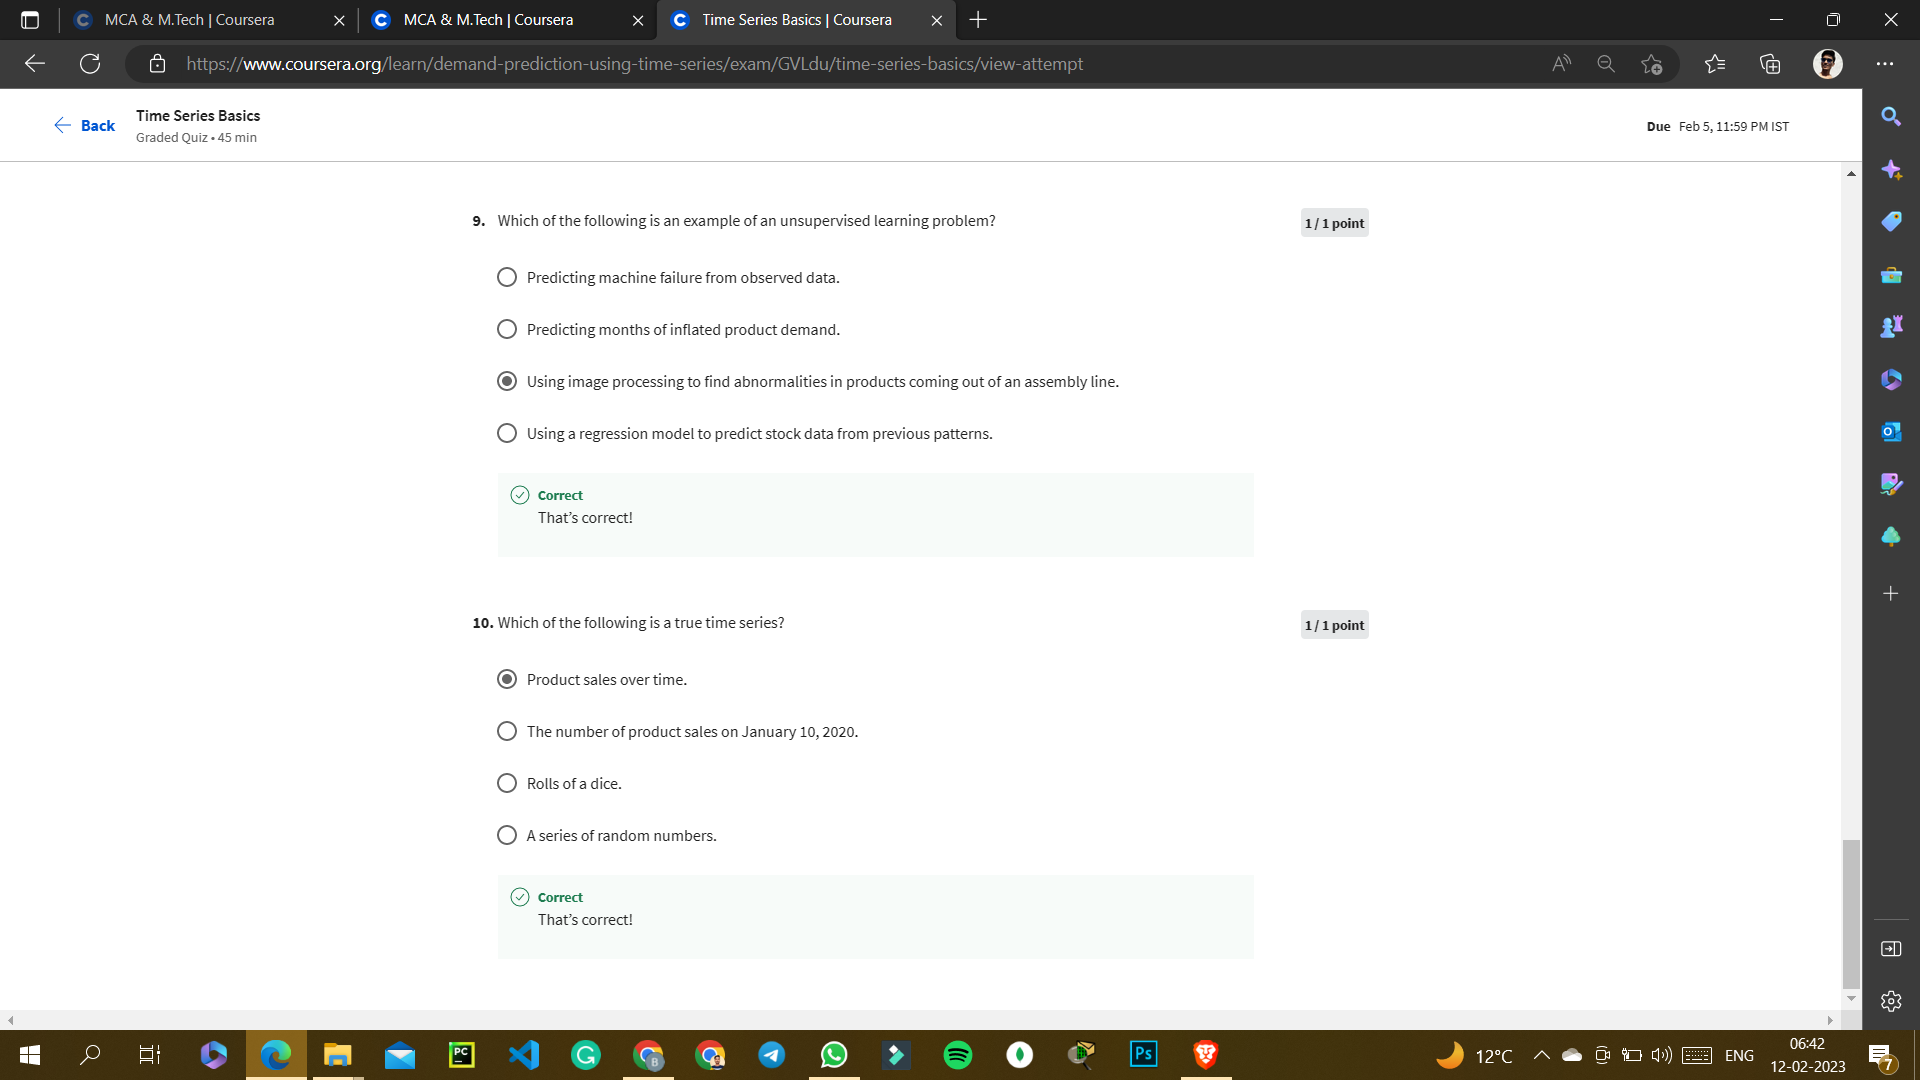 MCA & M.Tech | Coursera
MCA & M.Tech | Coursera
Time Series Basics | Coursera
https://www.coursera.org/learn/demand-prediction-using-time-series/exam/GVLdu/time-series-basics/view-attempt
Back
Time Series Basics
Graded Quiz • 45 min
Due Feb 5, 11:59 PM IST
9. Which of the following is an example of an unsupervised learning problem?
1 / 1 point
Predicting machine failure from observed data.
Predicting months of inflated product demand.
Using image processing to find abnormalities in products coming out of an assembly line.
Using a regression model to predict stock data from previous patterns.
Correct
That's correct!
10. Which of the following is a true time series?
1 / 1 point
Product sales over time.
The number of product sales on January 10, 2020.
Rolls of a dice.
A series of random numbers.
Correct
That's correct!
PC
G
B
Ps
12°C
ENG
06:42
12-02-2023
7